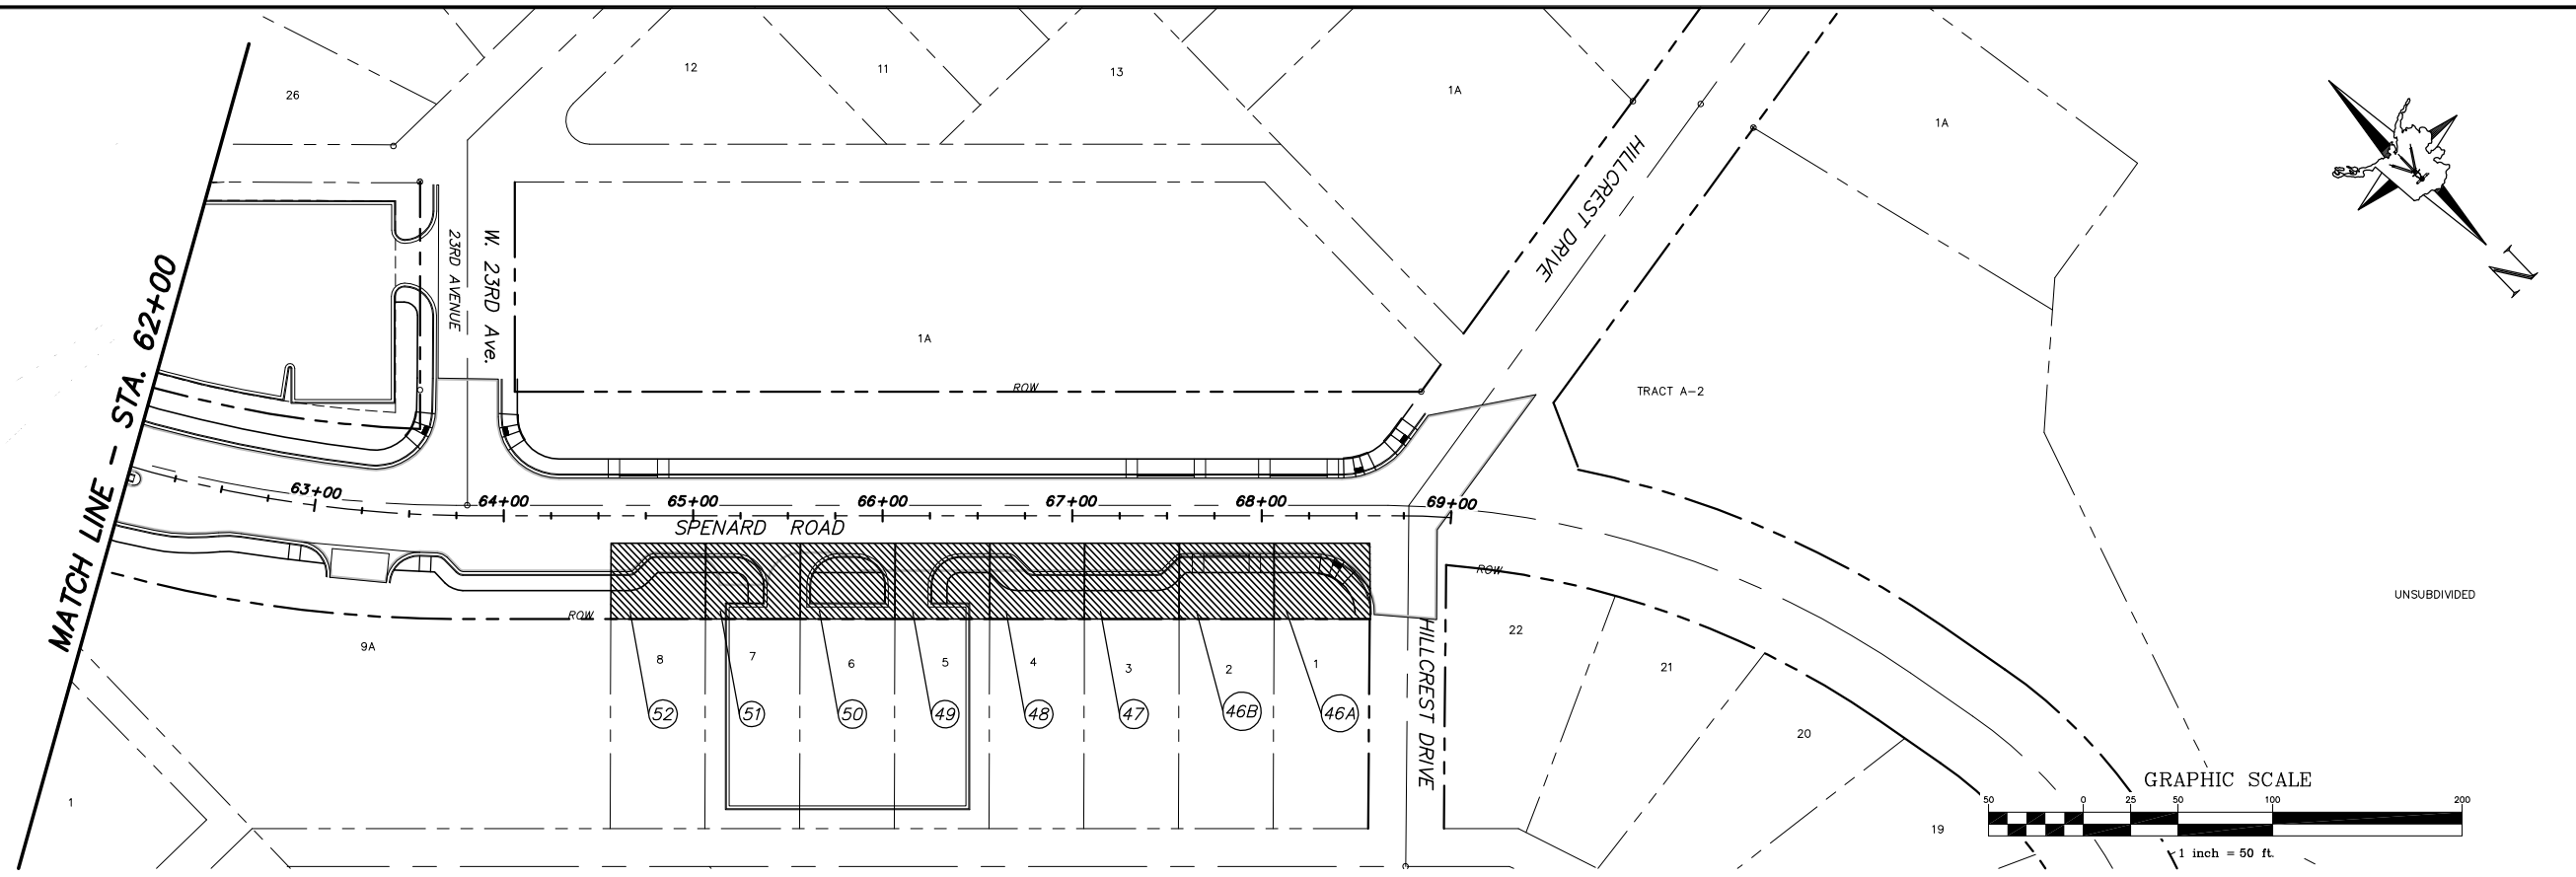 12
11
13
26
1A
1A
HILLCREST DRIVE
N
W. 23RD Ave.
23RD AVENUE
MATCH LINE – STA. 62+00
1A
ROW
TRACT A-2
63+00
64+00
65+00
66+00
67+00
68+00
69+00
SPENARD ROAD
ROW
UNSUBDIVIDED
ROW
9A
8
7
6
5
4
3
2
1
22
21
52
51
50
49
48
47
46B
46A
HILLCREST DRIVE
20
1
19
GRAPHIC SCALE
50 0 25 50 100 200
1 inch = 50 ft.